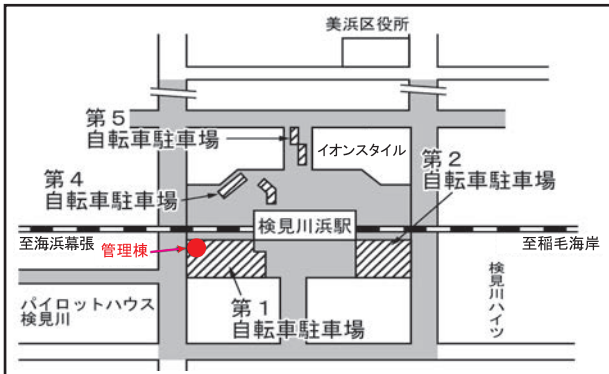 美浜区役所
第５
自転車駐車場
イオンスタイル
第２
自転車駐車場
第４
自転車駐車場
検見川浜駅
至海浜幕張
管理棟
至稲毛海岸
パイロットハウス
検見川
第１
自転車駐車場
検見川ハイツ